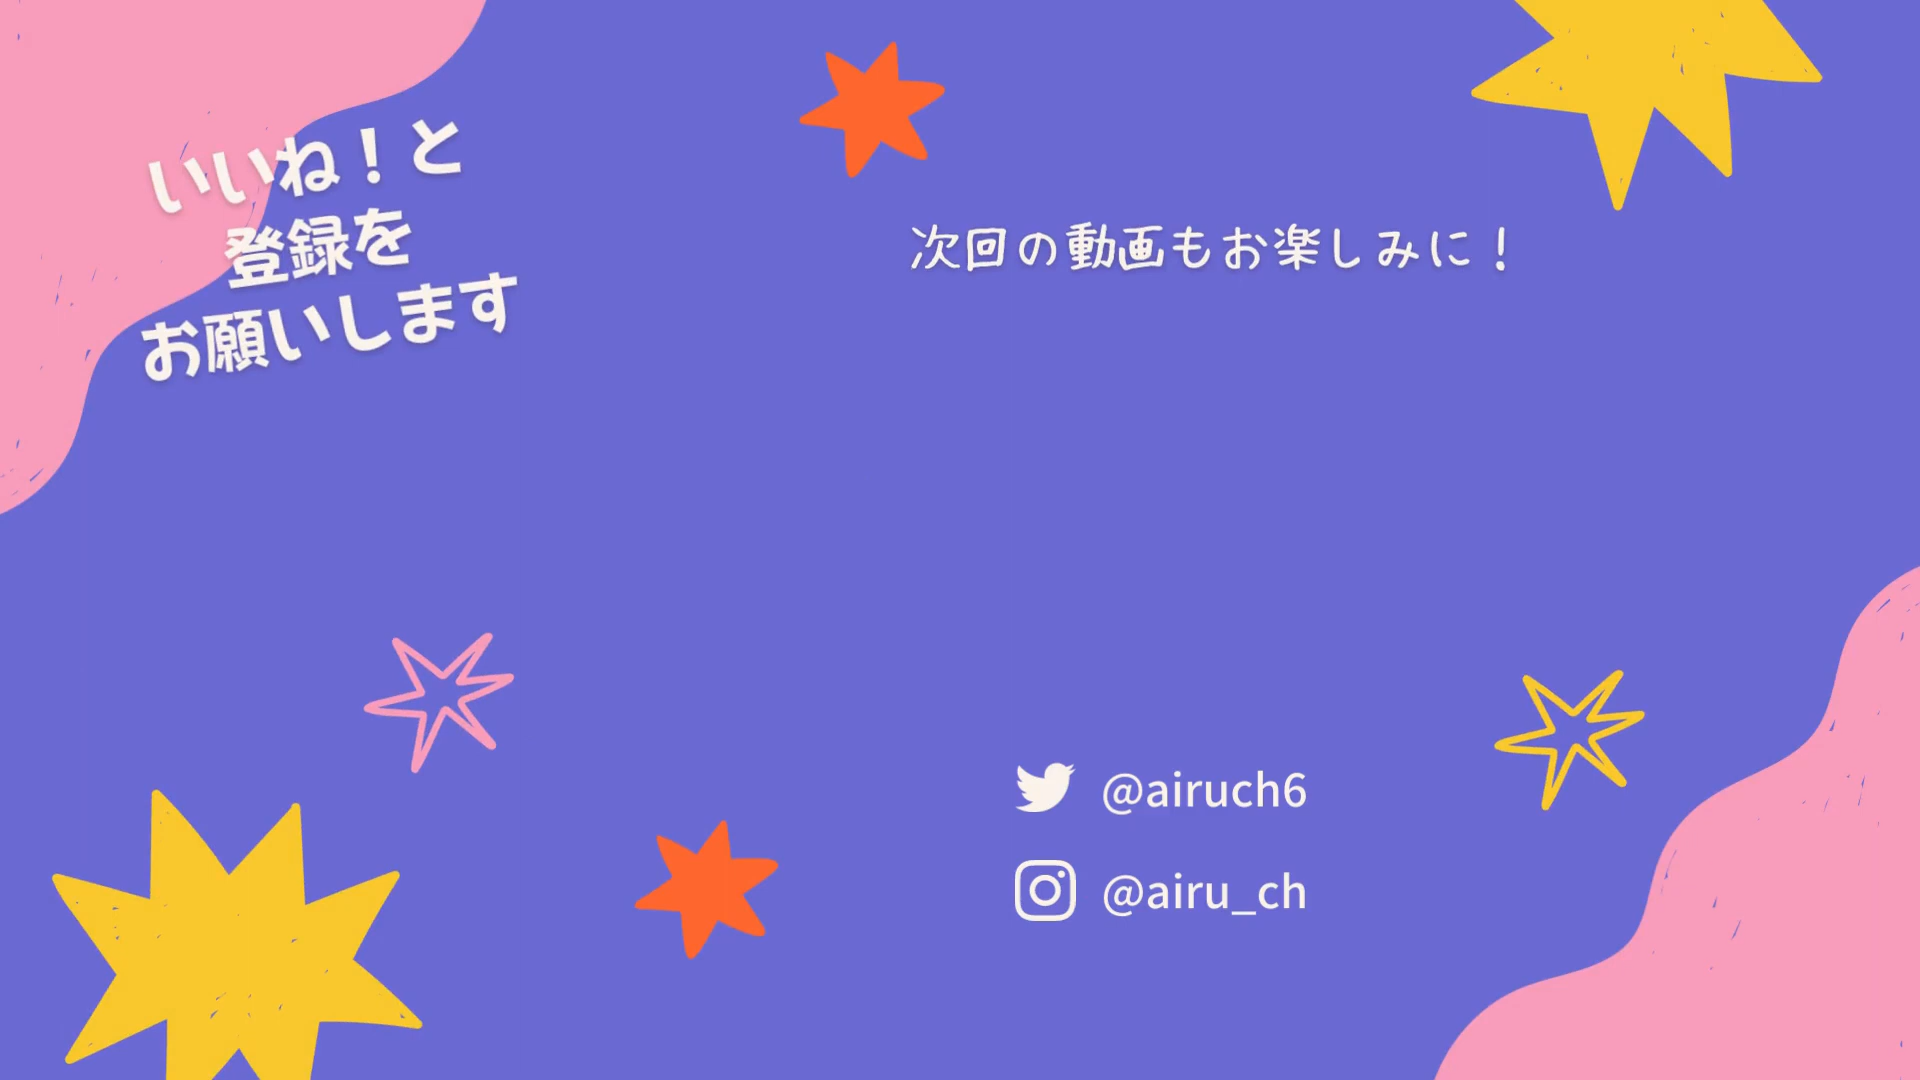 いいね！と
登録を
お願いします
次回の動画もお楽しみに！
@airuch6
@airu_ch